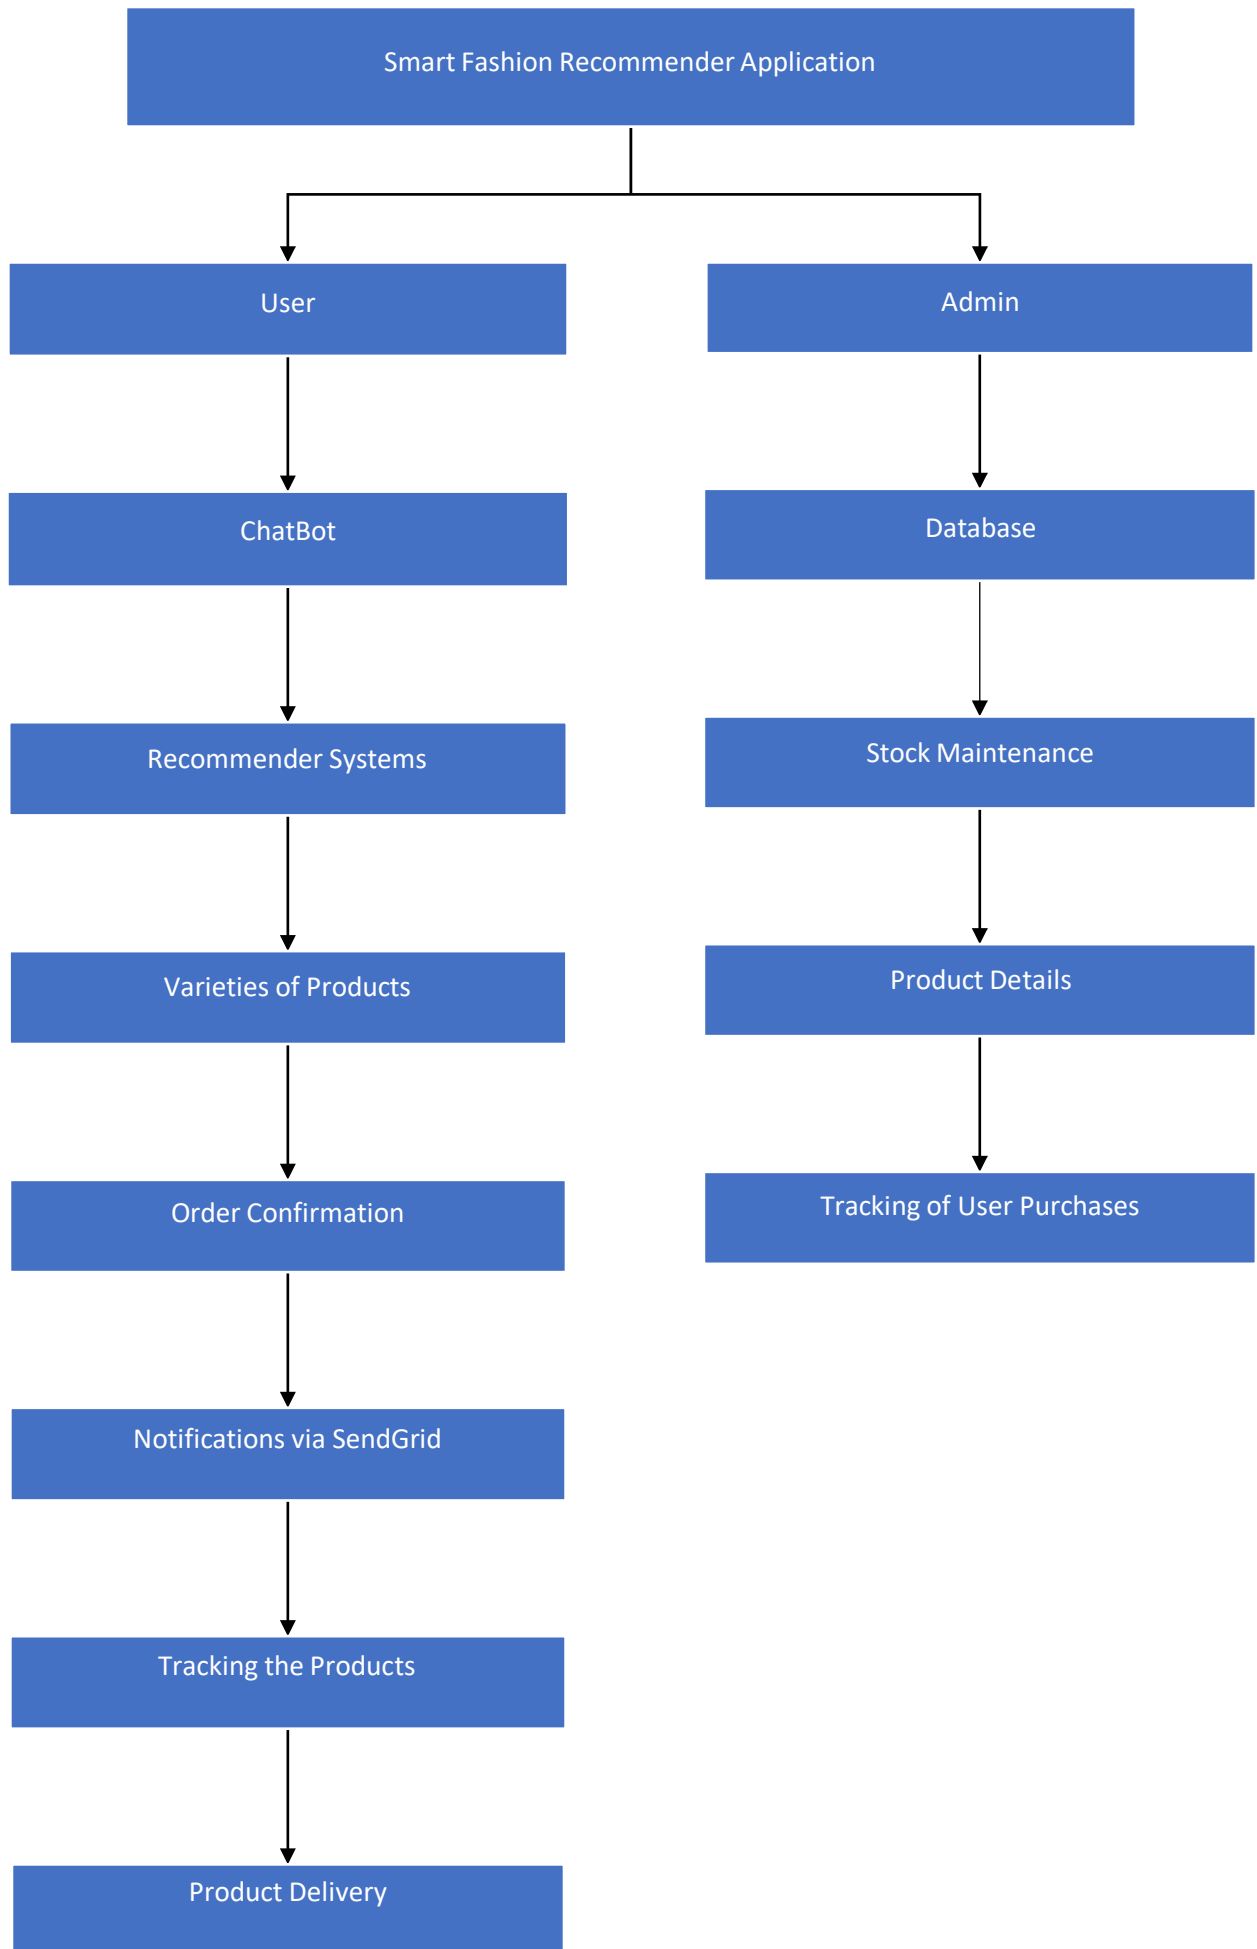 Smart Fashion Recommender Application
User
Admin
ChatBot
Database
Recommender Systems
Stock Maintenance
Varieties of Products
Product Details
Order Confirmation
Tracking of User Purchases
Notifications via SendGrid
Tracking the Products
Product Delivery